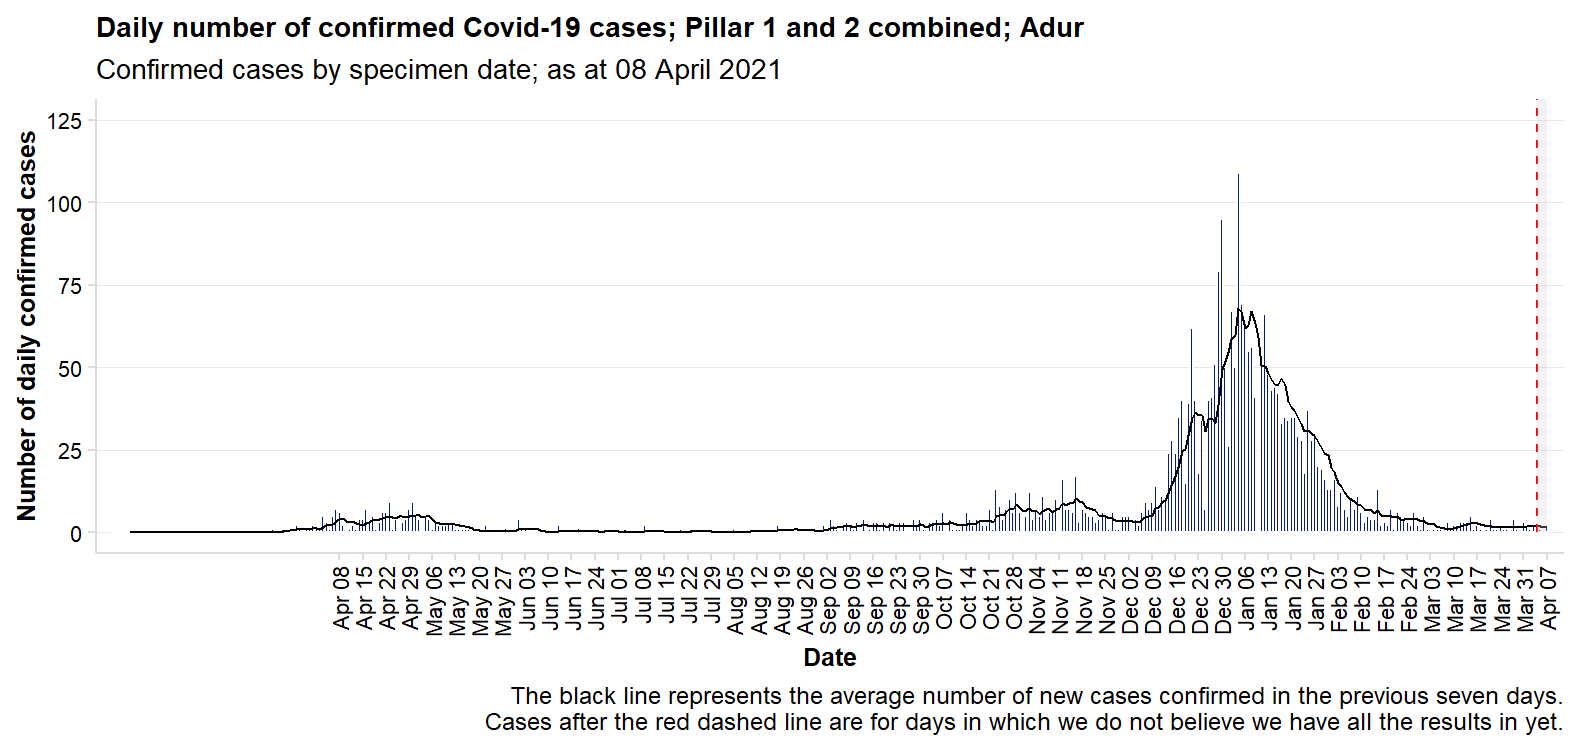 Daily number of confirmed Covid-19 cases; Pillar 1 and 2 combined; Adur
Confirmed cases by specimen date; as at 08 April 2021
Number of daily confirmed cases
125
100
75
50
25
0
Apr 08
Apr 15
Apr 22
Apr 29
May 06
May 13
May 20
May 27
Jun 03
Jun 10
Jun 17
Jun 24
Jul 01
Jul 08
Jul 15
Jul 22
Jul 29
Aug 05
Aug 12
Aug 19
Aug 26
Sep 02
Sep 09
Sep 16
Sep 23
Sep 30
Oct 07
Oct 14
Oct 21
Oct 28
Nov 04
Nov 11
Nov 18
Nov 25
Dec 02
Dec 09
Dec 16
Dec 23
Dec 30
Jan 06
Jan 13
Jan 20
Jan 27
Feb 03
Feb 10
Feb 17
Feb 24
Mar 03
Mar 10
Mar 17
Mar 24
Mar 31
Apr 07
Date
The black line represents the average number of new cases confirmed in the previous seven days.
Cases after the red dashed line are for days in which we do not believe we have all the results in yet.